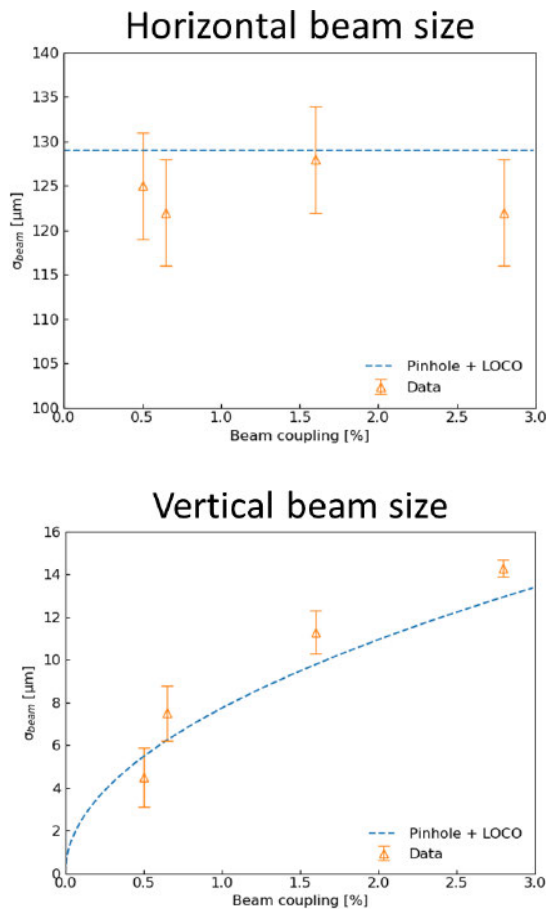 Horizontal beam size
140
135
130
125
120
115
110
105
100
σbeam [μm]
Pinhole + LOCO
Data
0.0 0.5 1.0 1.5 2.0 2.5 3.0
Beam coupling [%]
Vertical beam size
16
14
12
10
8
6
4
2
0
σbeam [μm]
Pinhole + LOCO
Data
0.0 0.5 1.0 1.5 2.0 2.5 3.0
Beam coupling [%]